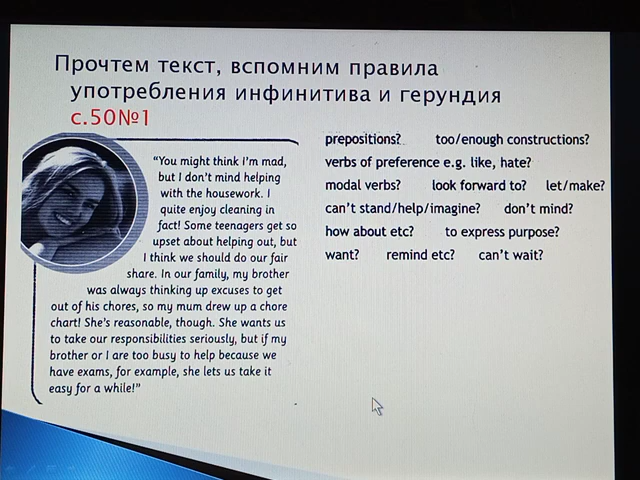 Прочтем текст, вспомним правила
употребления инфинитива и герундия
с.50№1
"You might think I'm mad,
but I don't mind helping
with the housework. I
quite enjoy cleaning in
fact! Some teenagers get so
upset about helping out, but
I think we should do our fair
share. In our family, my brother
was always thinking up excuses to get
out of his chores, so my mum drew up a chore
chart! She's reasonable, though. She wants us
to take our responsibilities seriously, but if my
brother or I are too busy to help because we
have exams, for example, she lets us take it
easy for a while!"
prepositions? too/enough constructions?
verbs of preference e.g. like, hate?
modal verbs? look forward to? let/make?
can't stand/help/imagine? don't mind?
how about etc? to express purpose?
want? remind etc? can't wait?